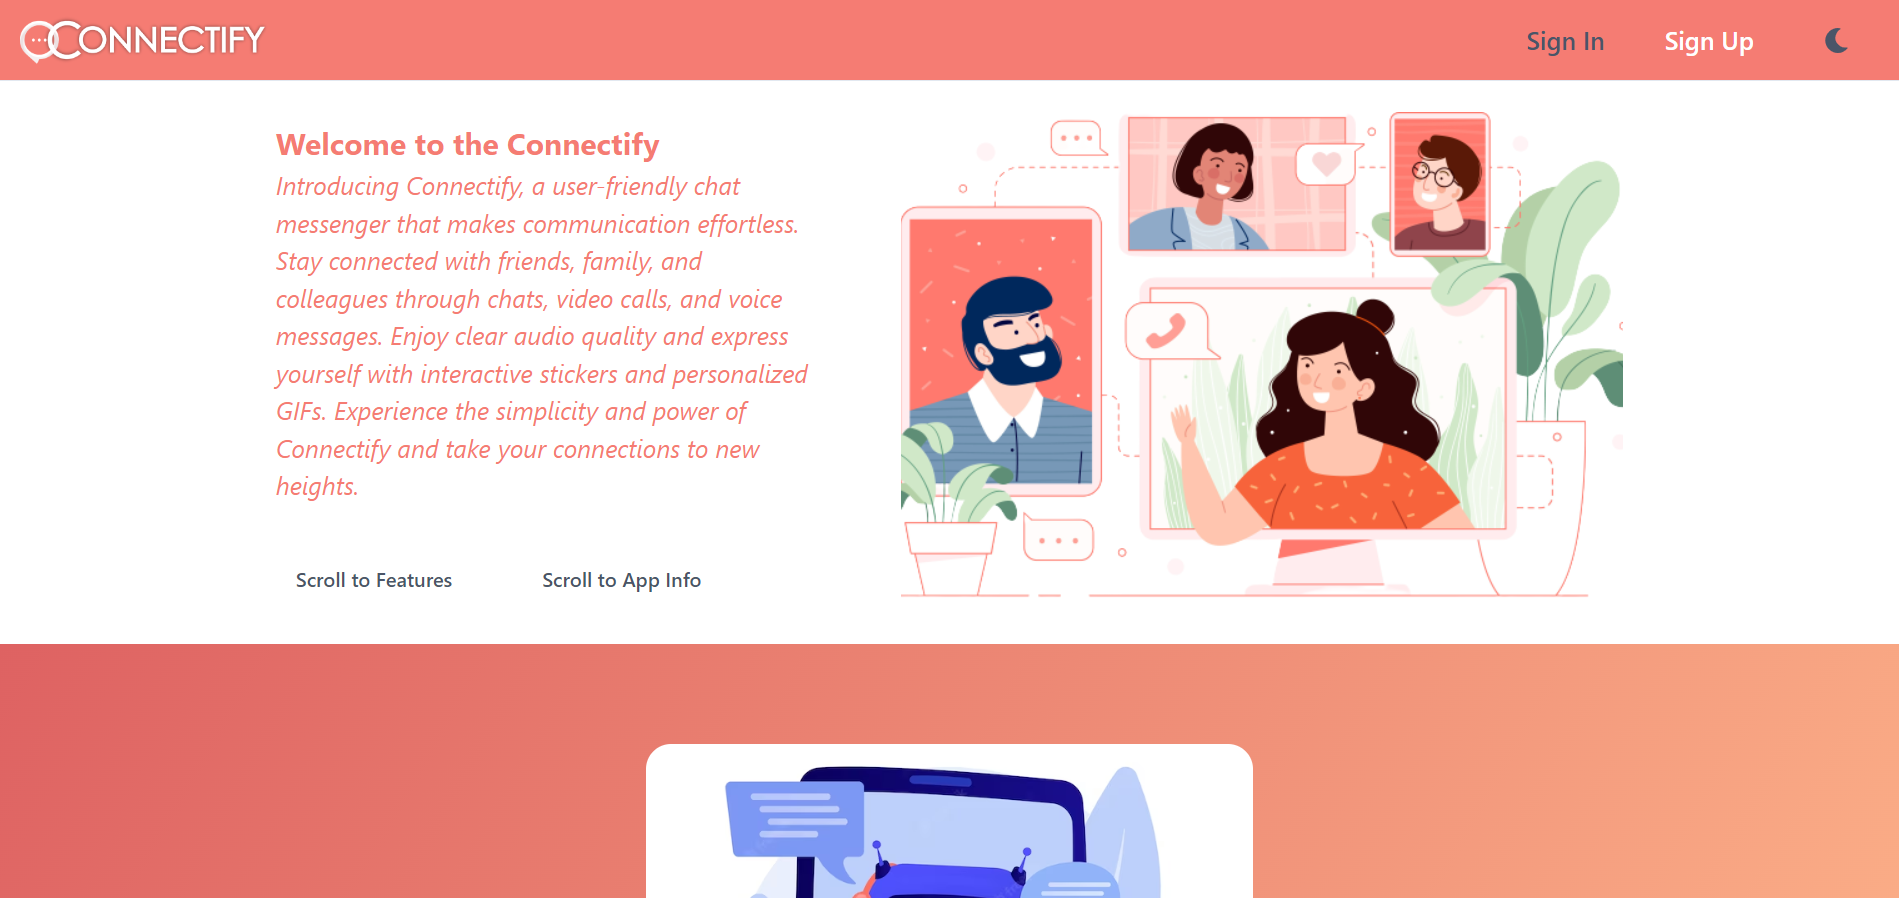 CONNECTIFY
Sign In
Sign Up
Welcome to the Connectify
Introducing Connectify, a user-friendly chat
messenger that makes communication effortless.
Stay connected with friends, family, and
colleagues through chats, video calls, and voice
messages. Enjoy clear audio quality and express
yourself with interactive stickers and personalized
GIFs. Experience the simplicity and power of
Connectify and take your connections to new
heights.
Scroll to Features
Scroll to App Info